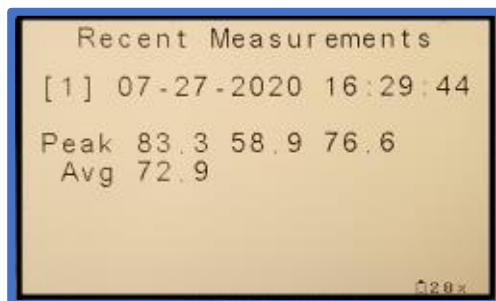 Recent Measurements
[1] 07-27-2020 16:29:44
Peak 83.3 58.9 76.6
Avg 72.9
28%